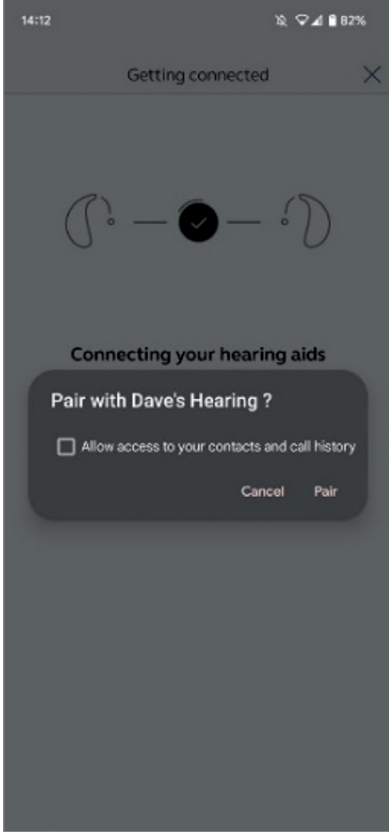 14:12 82%
Getting connected
Connecting your hearing aids
Pair with Dave's Hearing ?
Allow access to your contacts and call history
Cancel Pair